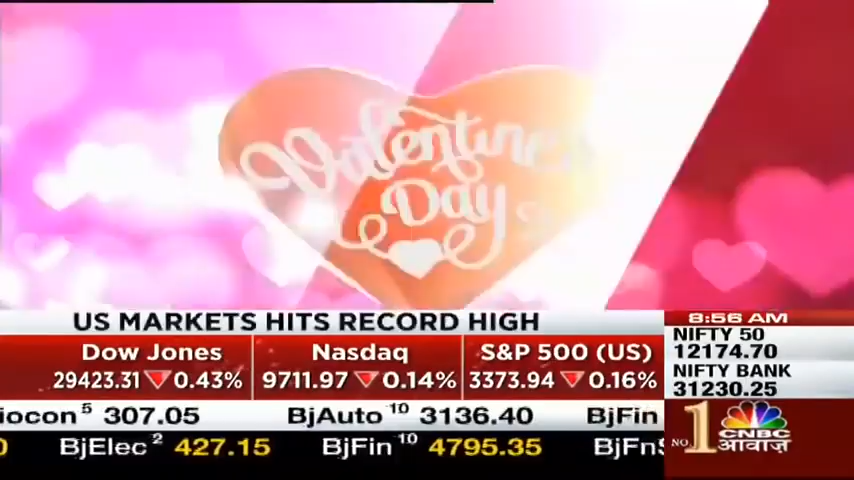 Valentine
Day
US MARKETS HITS RECORD HIGH
8:56 AM
Dow Jones
29423.31 ▼ 0.43%
Nasdaq
9711.97 ▼ 0.14%
S&P 500 (US)
3373.94 ▼ 0.16%
NIFTY 50
12174.70
NIFTY BANK
31230.25
iocon 5 307.05 BjAuto 10 3136.40 BjFin
0 BjElec 2 427.15 BjFin 10 4795.35 BjFnS
NO. 1 CNBC
आवाज़